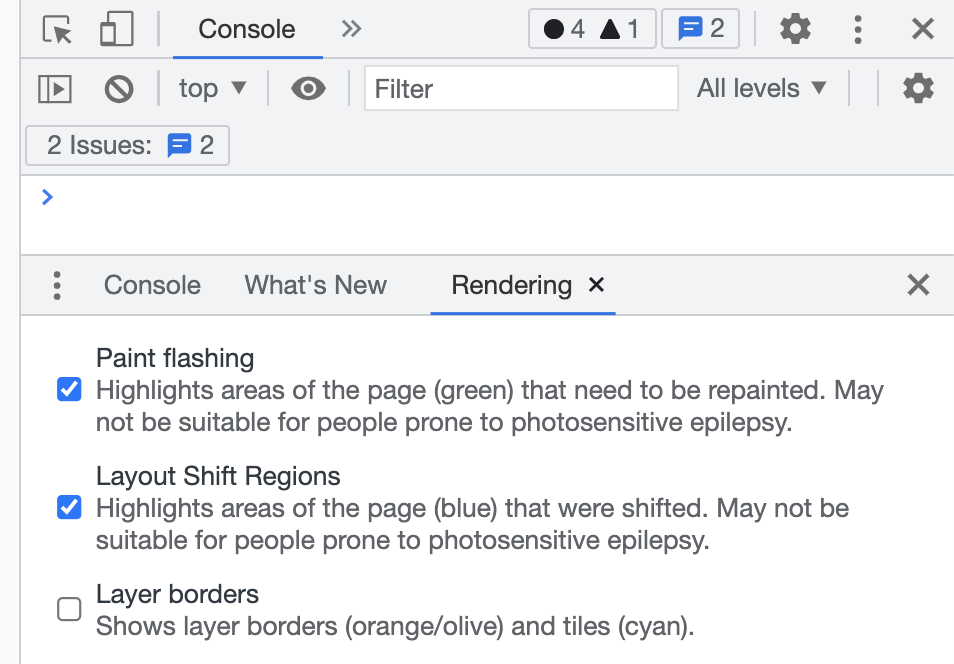 Console 4 1 2
top Filter All levels
2 Issues: 2
Console What's New Rendering
Paint flashing
Highlights areas of the page (green) that need to be repainted. May
not be suitable for people prone to photosensitive epilepsy.
Layout Shift Regions
Highlights areas of the page (blue) that were shifted. May not be
suitable for people prone to photosensitive epilepsy.
Layer borders
Shows layer borders (orange/olive) and tiles (cyan).